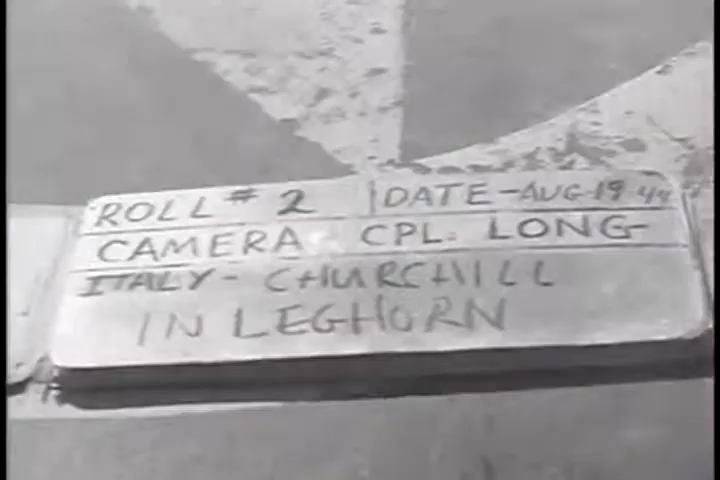 ROLL # 2 DATE-AUG-19 44
CAMERA CPL. LONG
ITALY - CHURCHILL
IN LEGHORN